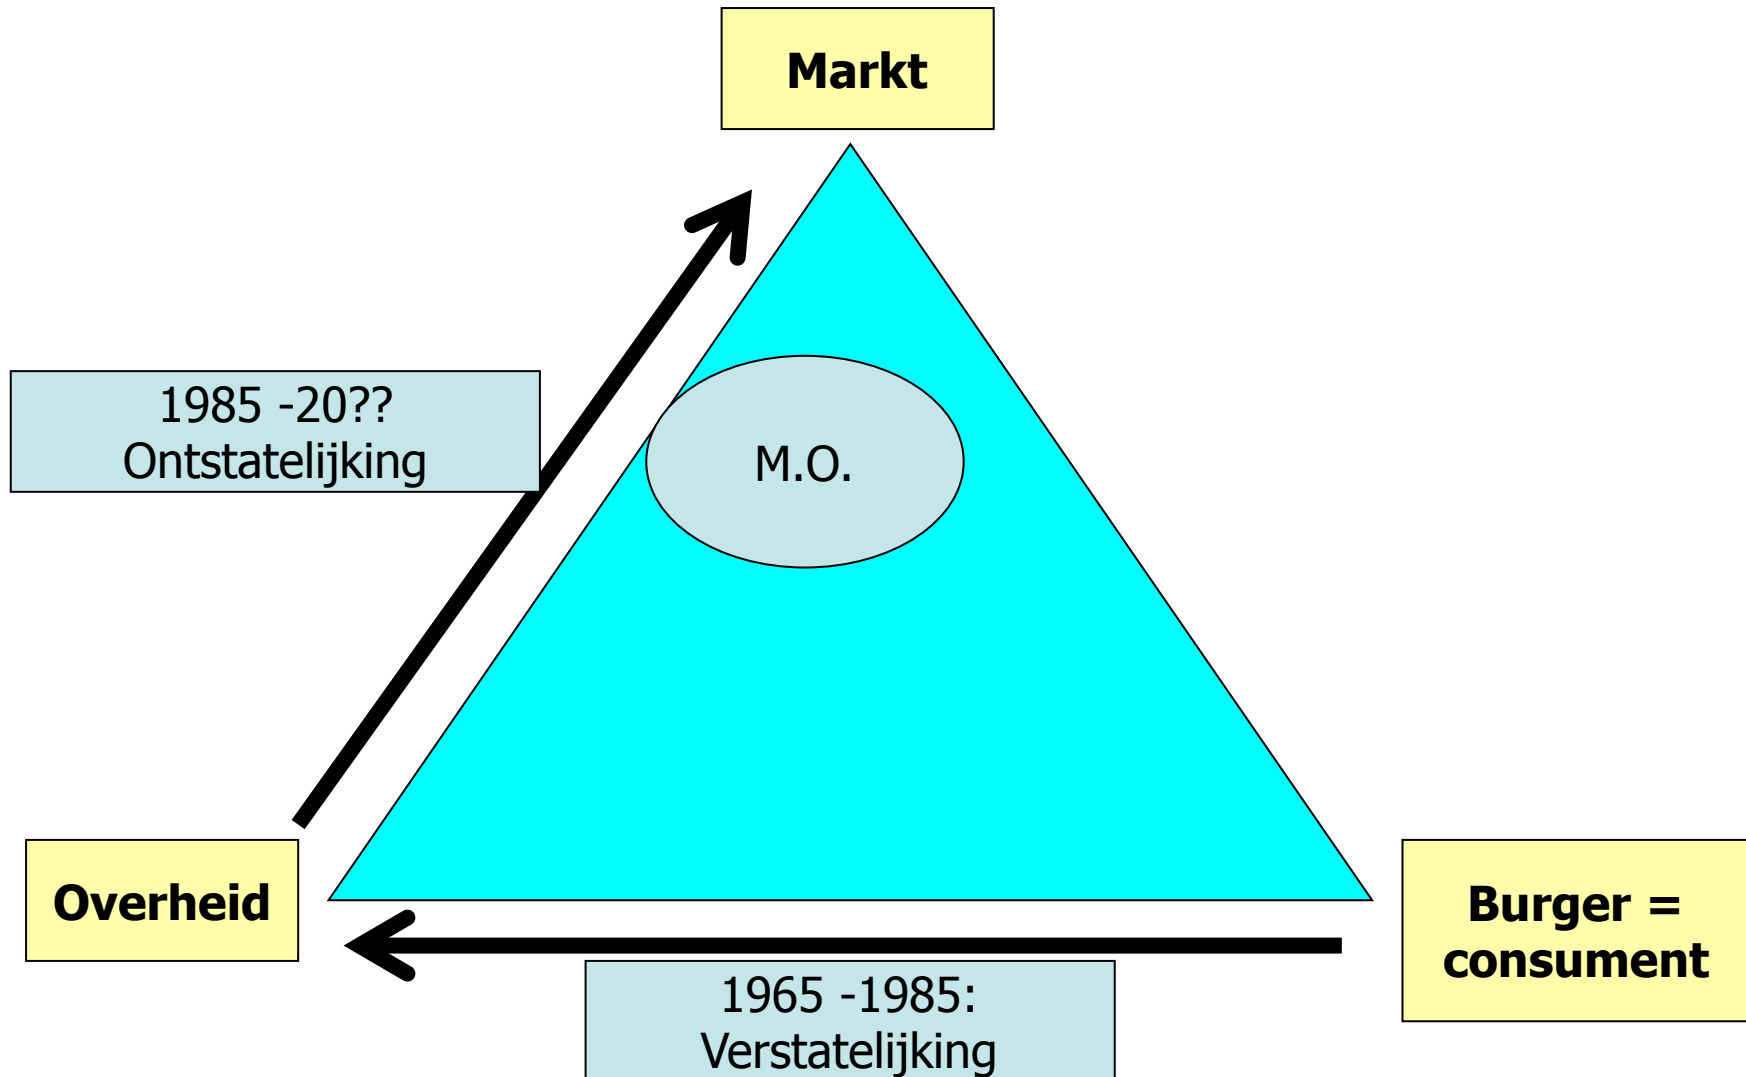 Markt
1985 -20??
Ontstatelijking
M.O.
Overheid
Burger =
consument
1965 -1985:
Verstatelijking